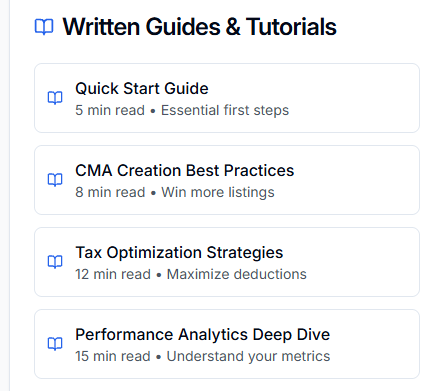 Written Guides & Tutorials
Quick Start Guide
5 min read • Essential first steps
CMA Creation Best Practices
8 min read • Win more listings
Tax Optimization Strategies
12 min read • Maximize deductions
Performance Analytics Deep Dive
15 min read • Understand your metrics